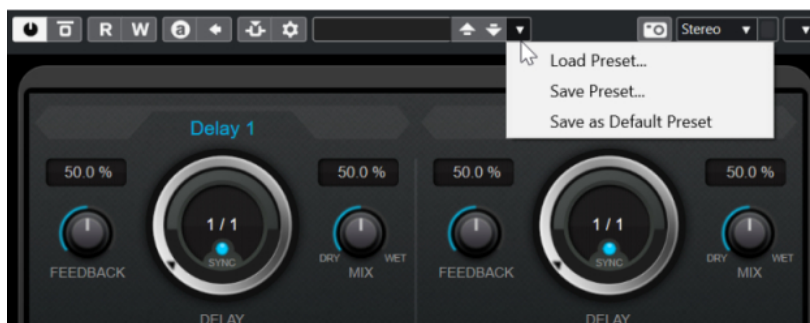 R W a Stereo
Load Preset...
Save Preset...
Save as Default Preset
Delay 1
50.0 % 50.0 % 50.0 % 50.0 %
1 / 1 1 / 1
SYNC SYNC
DRY WET DRY WET
FEEDBACK MIX FEEDBACK MIX
DELAY DELAY